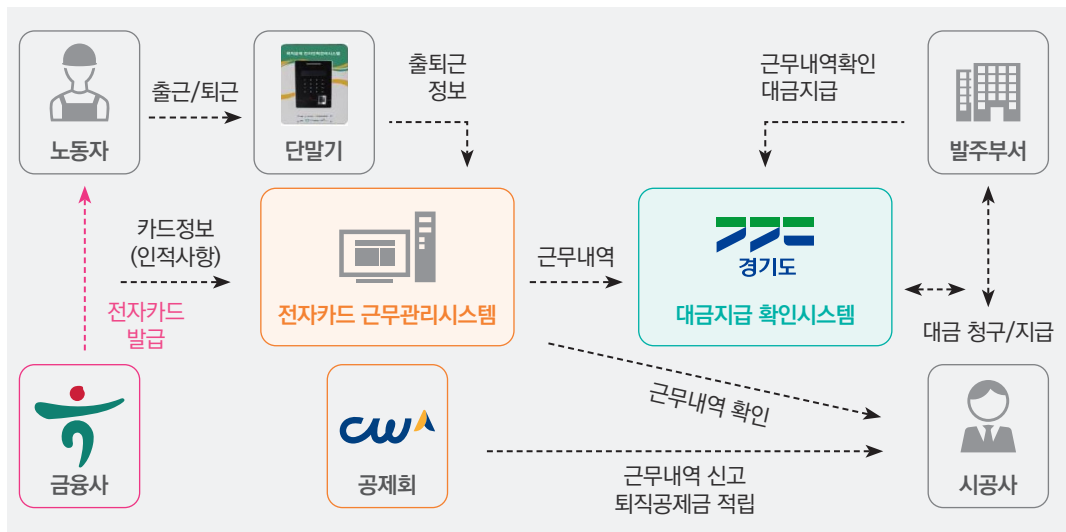 노동자
출근/퇴근
단말기
출퇴근
정보
근무내역확인
대금지급
발주부서
카드정보
(인적사항)
전자카드
발급
전자카드 근무관리시스템
근무내역
경기도
대금지급 확인시스템
대금 청구/지급
금융사
cw
공제회
근무내역 확인
근무내역 신고
퇴직공제금 적립
시공사